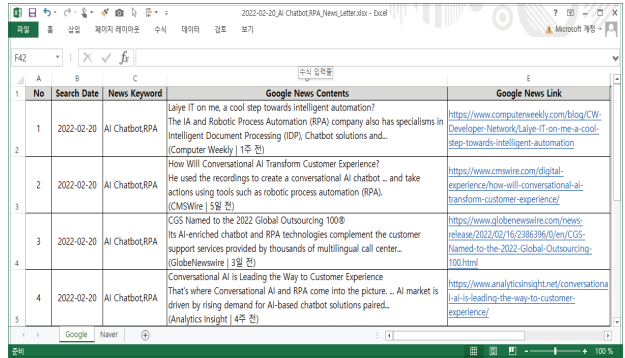 2022-02-20_AI Chatbot,RPA_News_Letter.xlsx - Excel
파일 홈 삽입 페이지 레이아웃 수식 데이터 검토 보기 Microsoft 계정
F42 fx
수식 입력줄
A B C E
1 No Search Date News Keyword Google News Contents Google News Link
Laiye IT on me, a cool step towards intelligent automation?
The IA and Robotic Process Automation (RPA) company also has specialisms in
Intelligent Document Processing (IDP), Chatbot solutions and...
(Computer Weekly | 1주 전)
2 1 2022-02-20 AI Chatbot,RPA
https://www.computerweekly.com/blog/CW-
Developer-Network/Laiye-IT-on-me-a-cool-
step-towards-intelligent-automation
How Will Conversational AI Transform Customer Experience?
He used the recordings to create a conversational AI chatbot ... and take
actions using tools such as robotic process automation (RPA).
(CMSWire | 5일 전)
3 2 2022-02-20 AI Chatbot,RPA
https://www.cmswire.com/digital-
experience/how-will-conversational-ai-
transform-customer-experience/
CGS Named to the 2022 Global Outsourcing 100®
Its AI-enriched chatbot and RPA technologies complement the customer
support services provided by thousands of multilingual call center...
(GlobeNewswire | 3일 전)
4 3 2022-02-20 AI Chatbot,RPA
https://www.globenewswire.com/news-
release/2022/02/16/2386396/0/en/CGS-
Named-to-the-2022-Global-Outsourcing-
100.html
Conversational AI is Leading the Way to Customer Experience
That's where Conversational AI and RPA come into the picture. ... AI market is
driven by rising demand for AI-based chatbot solutions paired...
(Analytics Insight | 4주 전)
5 4 2022-02-20 AI Chatbot,RPA
https://www.analyticsinsight.net/conversationa
l-ai-is-leading-the-way-to-customer-
experience/
Google Naver
준비 100 %